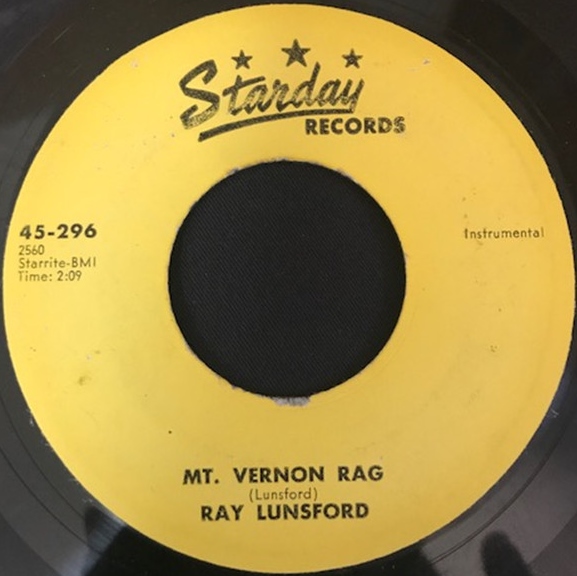 Starday
RECORDS
45-296
2560
Starrite-BMI
Time: 2:09
Instrumental
MT. VERNON RAG
(Lunsford)
RAY LUNSFORD